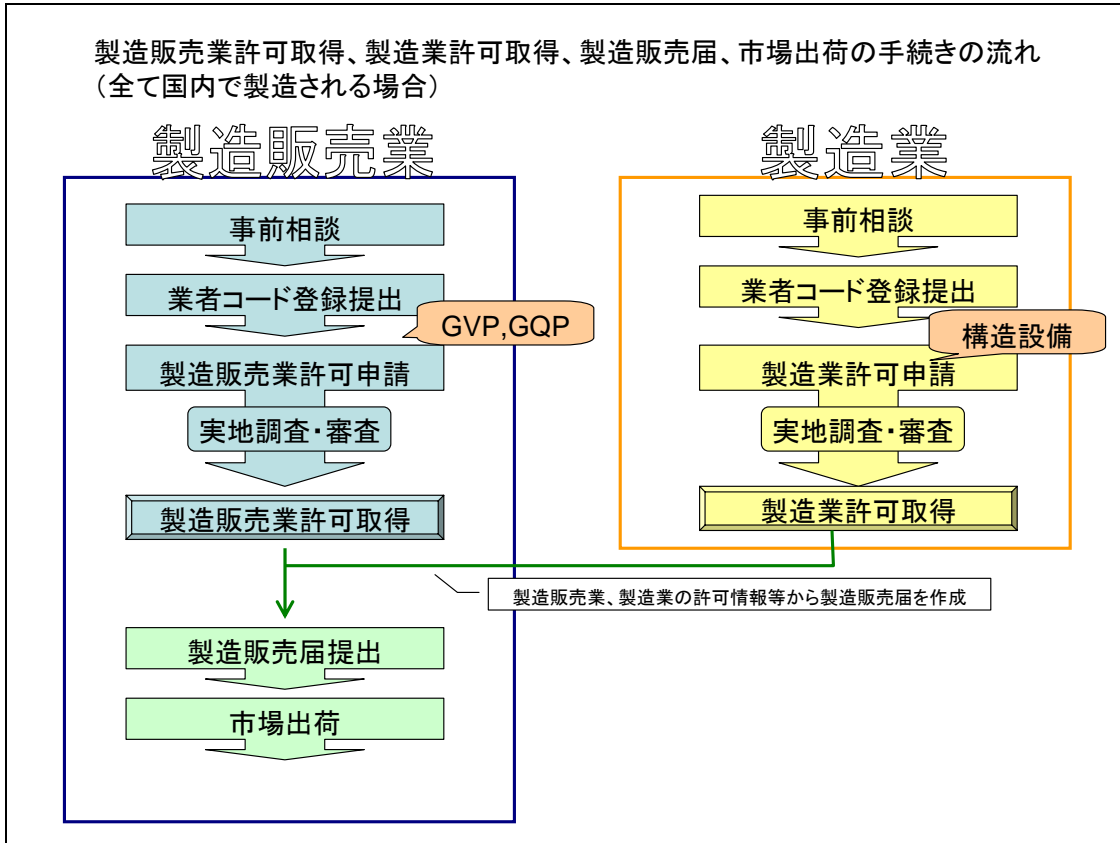 製造販売業許可取得、製造業許可取得、製造販売届、市場出荷の手続きの流れ
（全て国内で製造される場合）
製造販売業
事前相談
業者コード登録提出
GVP,GQP
製造販売業許可申請
実地調査・審査
製造販売業許可取得
製造業
事前相談
業者コード登録提出
構造設備
製造業許可申請
実地調査・審査
製造業許可取得
製造販売業、製造業の許可情報等から製造販売届を作成
製造販売届提出
市場出荷